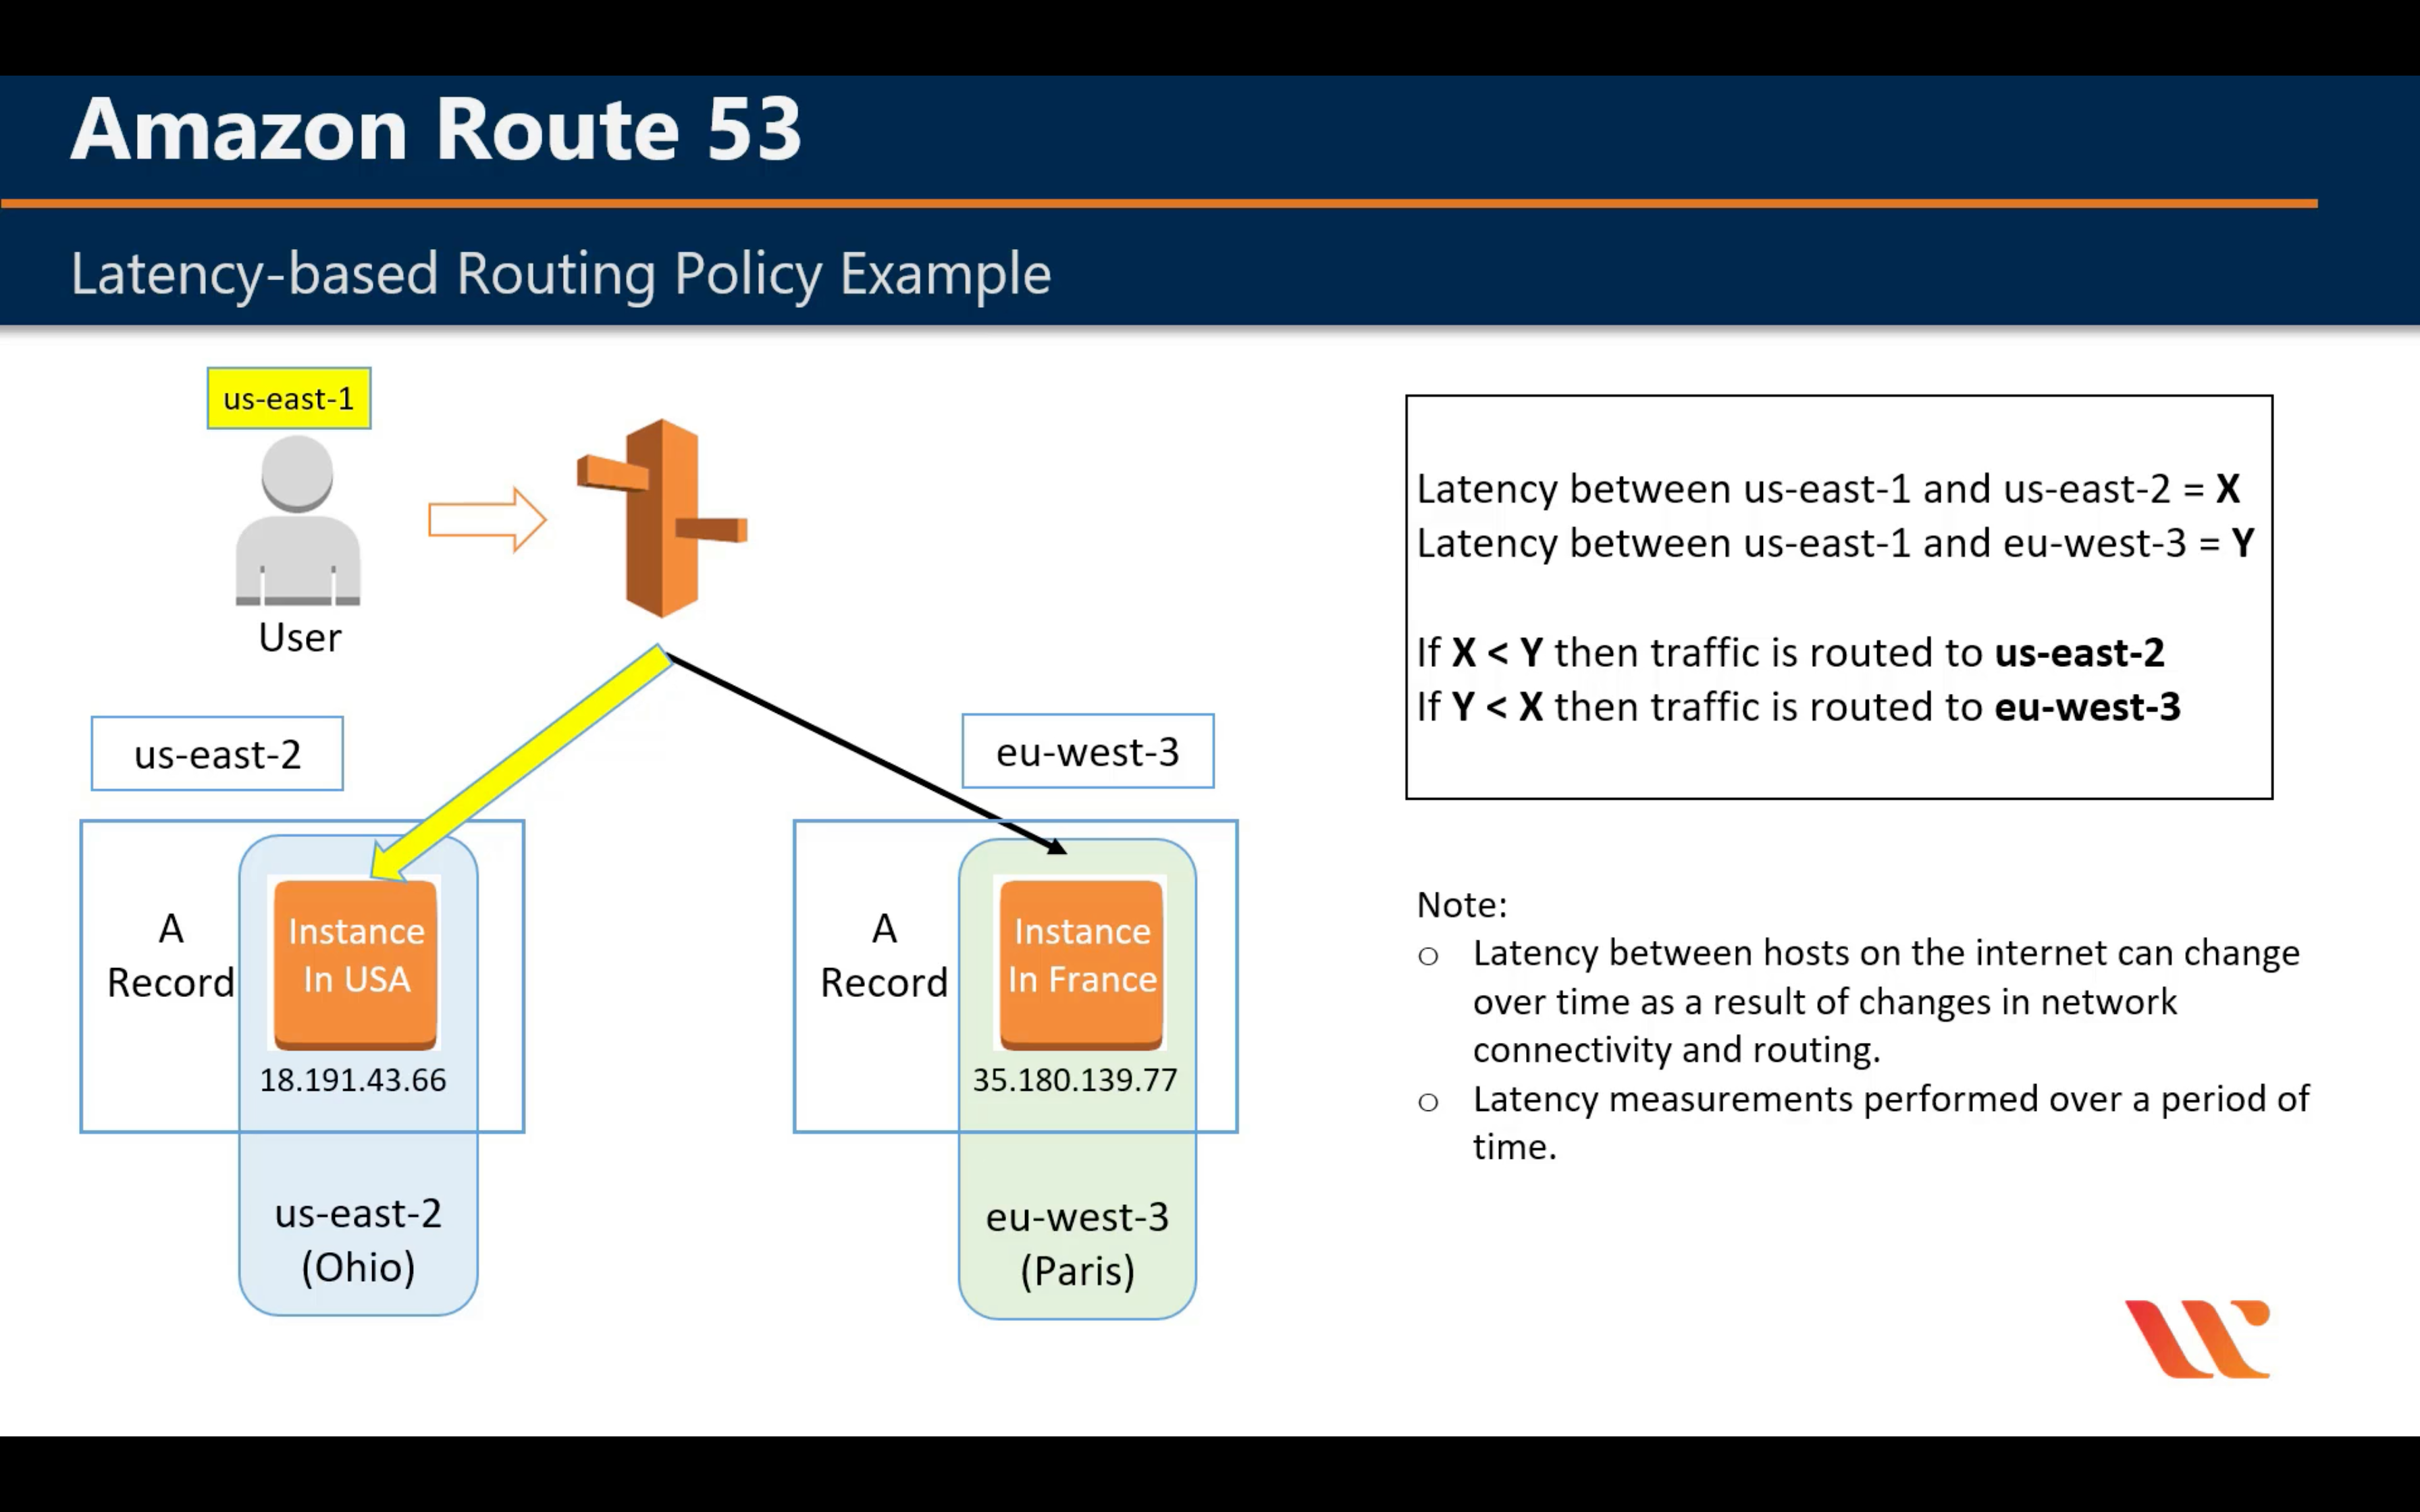 Amazon Route 53
Latency-based Routing Policy Example
us-east-1
User
us-east-2
eu-west-3
A
Record
Instance
In USA
18.191.43.66
us-east-2
(Ohio)
A
Record
Instance
In France
35.180.139.77
eu-west-3
(Paris)
Latency between us-east-1 and us-east-2 = X
Latency between us-east-1 and eu-west-3 = Y
If X < Y then traffic is routed to us-east-2
If Y < X then traffic is routed to eu-west-3
Note:
o Latency between hosts on the internet can change
over time as a result of changes in network
connectivity and routing.
o Latency measurements performed over a period of
time.